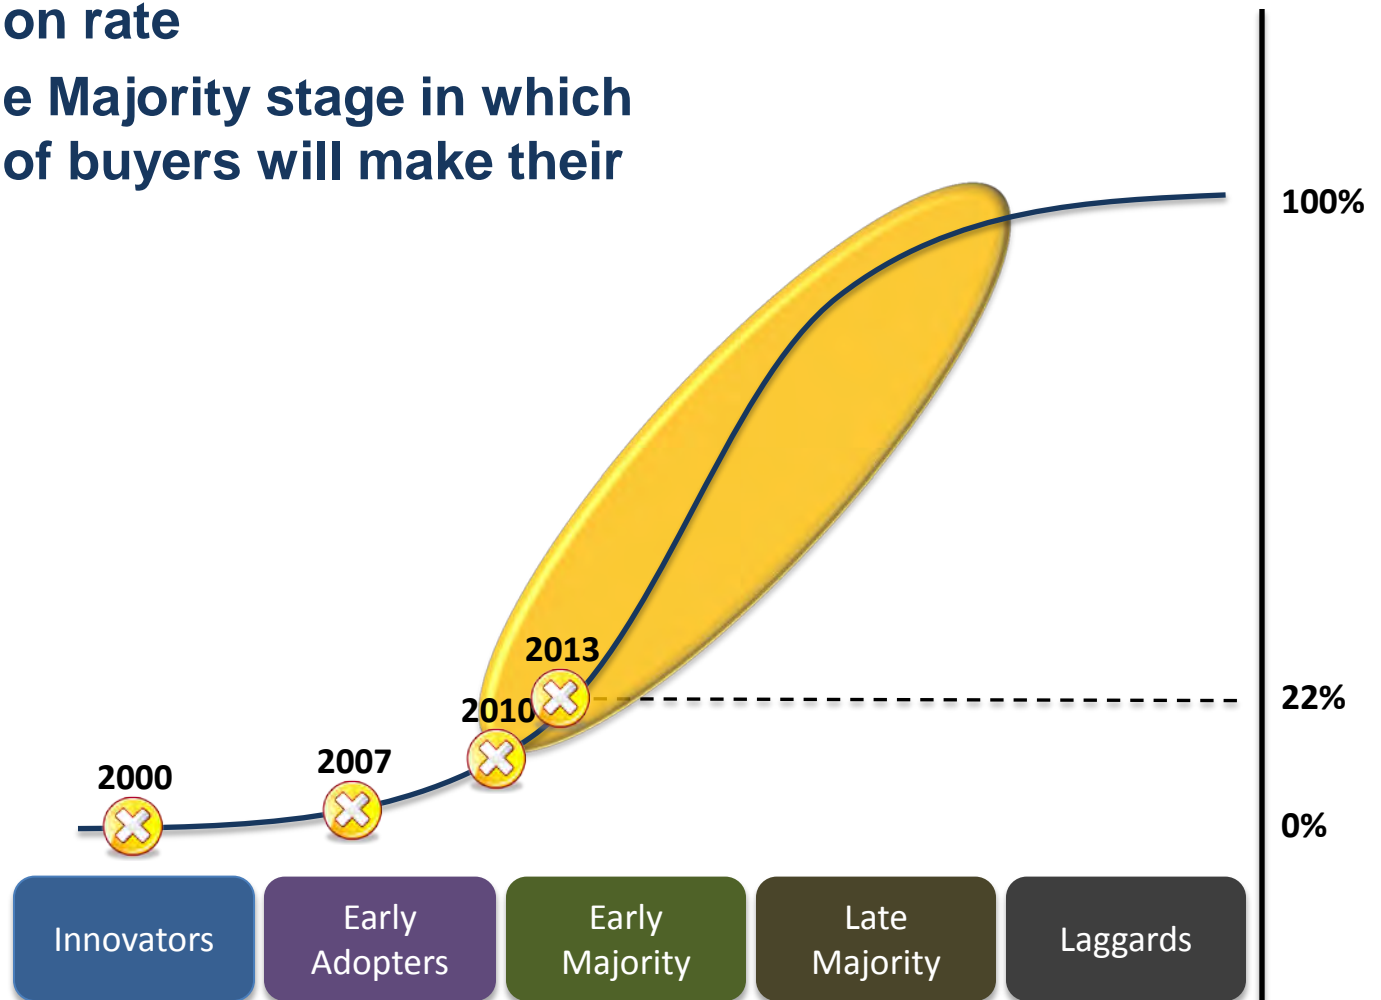 on rate
e Majority stage in which
of buyers will make their
100%
2013
22%
2010
2007
2000
0%
Innovators
Early
Adopters
Early
Majority
Late
Majority
Laggards